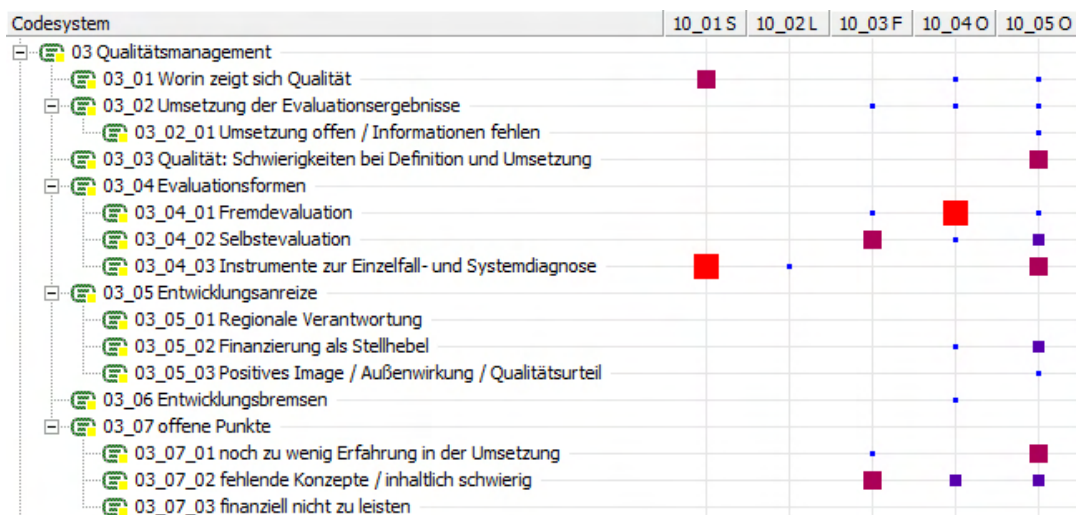 Codesystem 10_01 S 10_02 L 10_03 F 10_04 O 10_05 O
03 Qualitätsmanagement
03_01 Worin zeigt sich Qualität
03_02 Umsetzung der Evaluationsergebnisse
03_02_01 Umsetzung offen / Informationen fehlen
03_03 Qualität: Schwierigkeiten bei Definition und Umsetzung
03_04 Evaluationsformen
03_04_01 Fremdevaluation
03_04_02 Selbstevaluation
03_04_03 Instrumente zur Einzelfall- und Systemdiagnose
03_05 Entwicklungsanreize
03_05_01 Regionale Verantwortung
03_05_02 Finanzierung als Stellhebel
03_05_03 Positives Image / Außenwirkung / Qualitätsurteil
03_06 Entwicklungsbremsen
03_07 offene Punkte
03_07_01 noch zu wenig Erfahrung in der Umsetzung
03_07_02 fehlende Konzepte / inhaltlich schwierig
03_07_03 finanziell nicht zu leisten